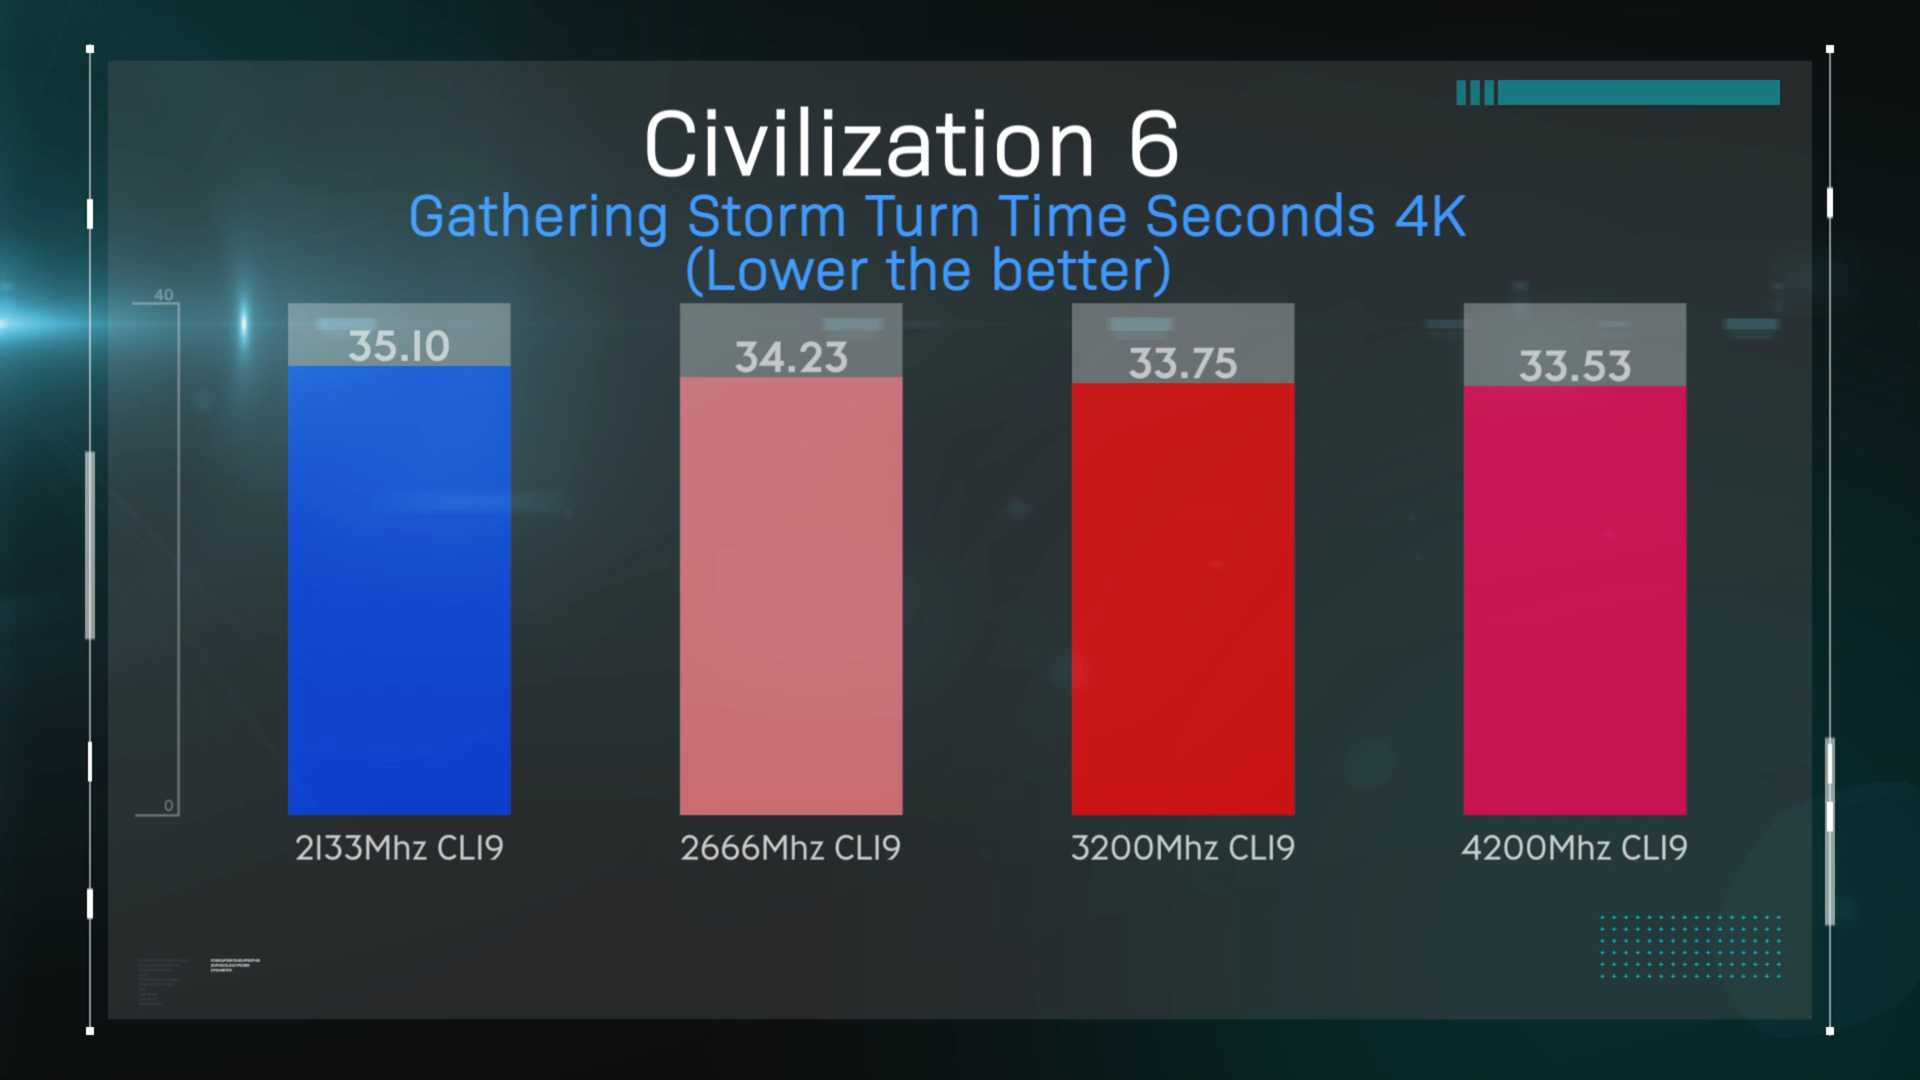 Civilization 6
Gathering Storm Turn Time Seconds 4K
(Lower the better)
40
35.10
34.23
33.75
33.53
0
2133Mhz CL19
2666Mhz CL19
3200Mhz CL19
4200Mhz CL19